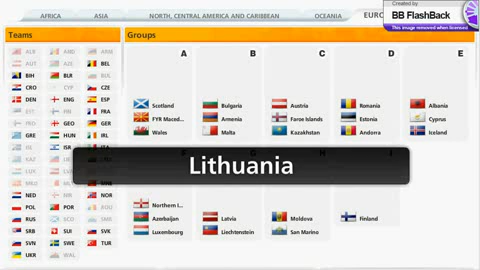 Created by
BB FlashBack
This image removed when licensed
AFRICA ASIA NORTH, CENTRAL AMERICA AND CARIBBEAN OCEANIA
Teams
Groups
ALB AND ARM
AUT AZE BEL
BIH BLR BUL
CRO CYP CZE
DEN ENG ESP
EST FIN FRA
FRO GEO GER
GRE HUN IRL
ISR ITA
KAZ LIE
NED NIR NOR
POL POR ROU
RUS SCO
SRB SUI SVK
SVN SWE TUR
UKR WAL
A B C D E
Scotland Bulgaria Austria Romania Albania
FYR Maced... Armenia Faroe Islands Estonia Cyprus
Wales Malta Kazakhstan Andorra Iceland
Lithuania
Northern I...
Azerbaijan Latvia Moldova Finland
Luxembourg Liechtenstein San Marino